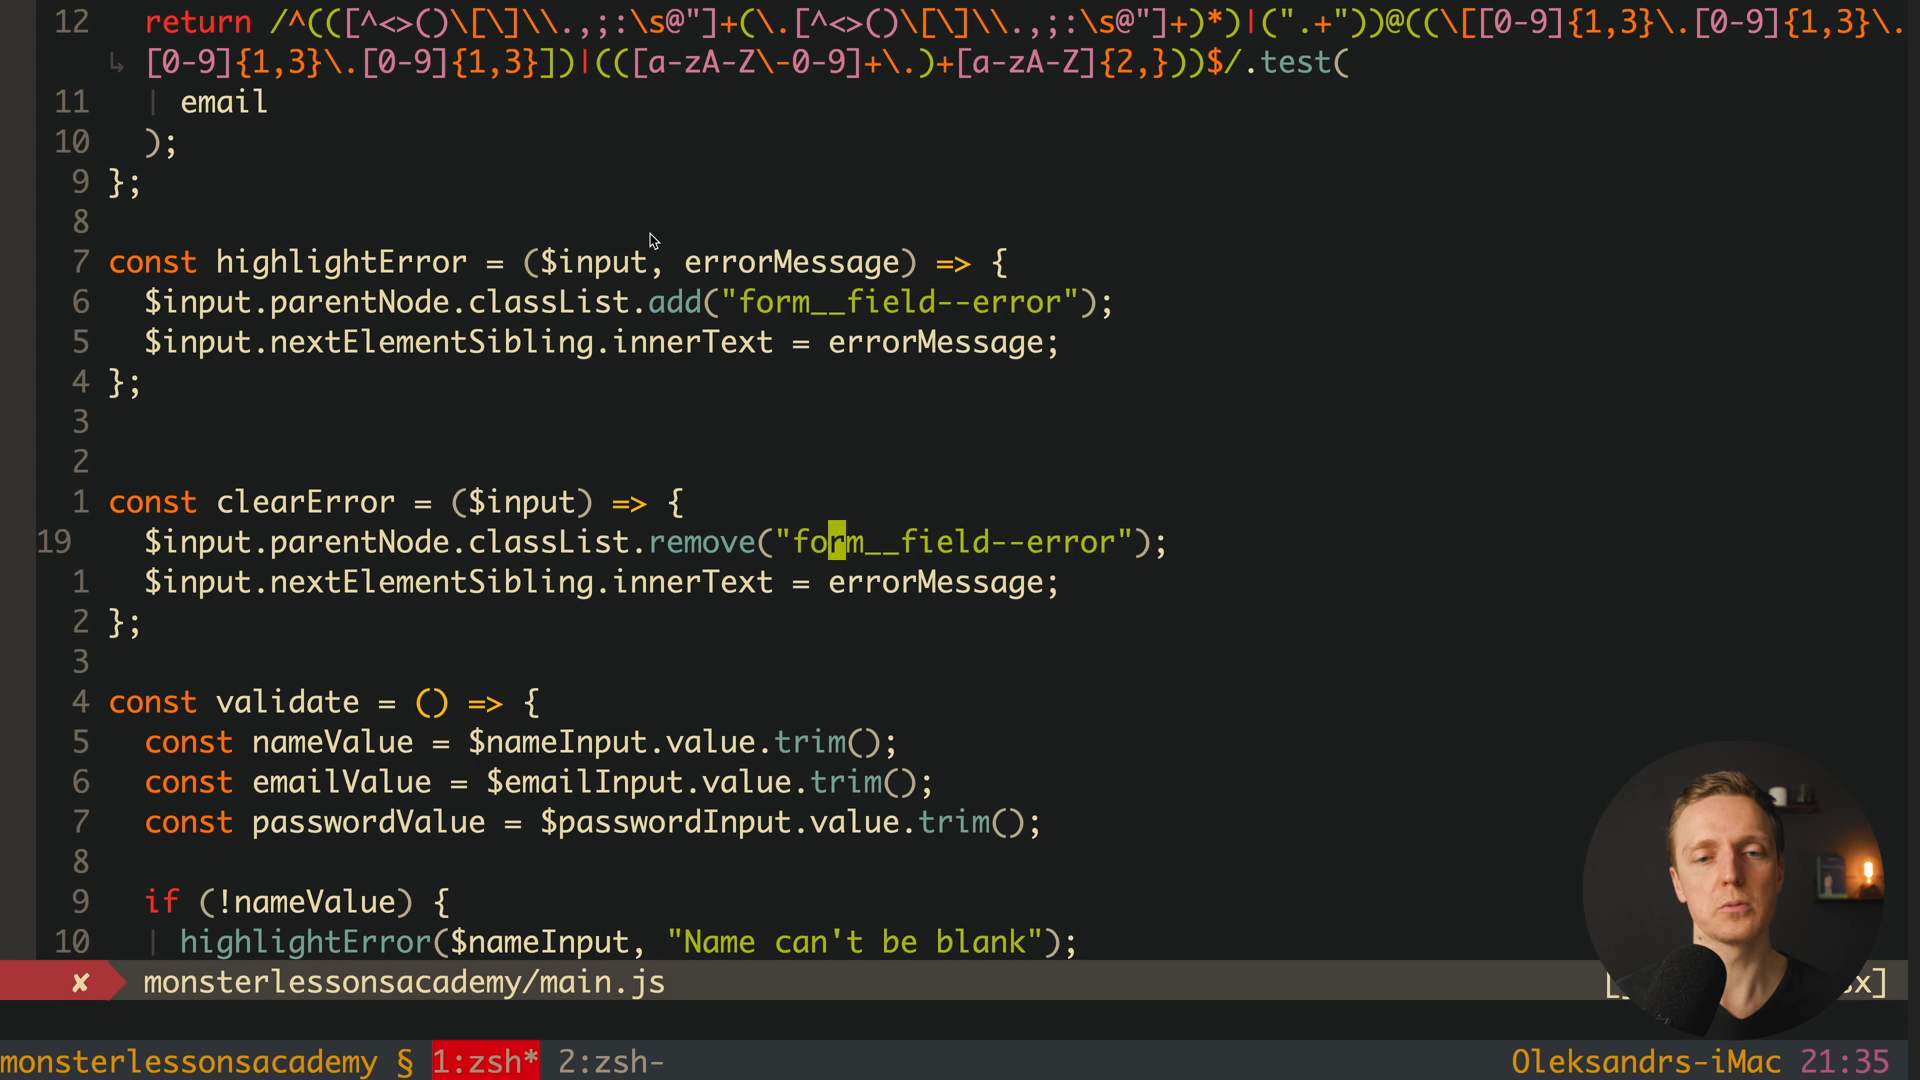 12   return /^(([^<>()\[\]\\.,;:\s@"]+(\.[^<>()\[\]\\.,;:\s@"]+)*)|(".+"))@((\[[0-9]{1,3}\.[0-9]{1,3}\.
↳ [0-9]{1,3}\.[0-9]{1,3}])|(([a-zA-Z\-0-9]+\.)+[a-zA-Z]{2,}))$/.test(
11   | email
10   );
9 };
8
7 const highlightError = ($input, errorMessage) => {
6   $input.parentNode.classList.add("form__field--error");
5   $input.nextElementSibling.innerText = errorMessage;
4 };
3
2
1 const clearError = ($input) => {
19   $input.parentNode.classList.remove("form__field--error");
1   $input.nextElementSibling.innerText = errorMessage;
2 };
3
4 const validate = () => {
5   const nameValue = $nameInput.value.trim();
6   const emailValue = $emailInput.value.trim();
7   const passwordValue = $passwordInput.value.trim();
8
9   if (!nameValue) {
10   | highlightError($nameInput, "Name can't be blank");
✘ monsterlessonsacademy/main.js
monsterlessonsacademy § 1:zsh* 2:zsh- Oleksandrs-iMac 21:35